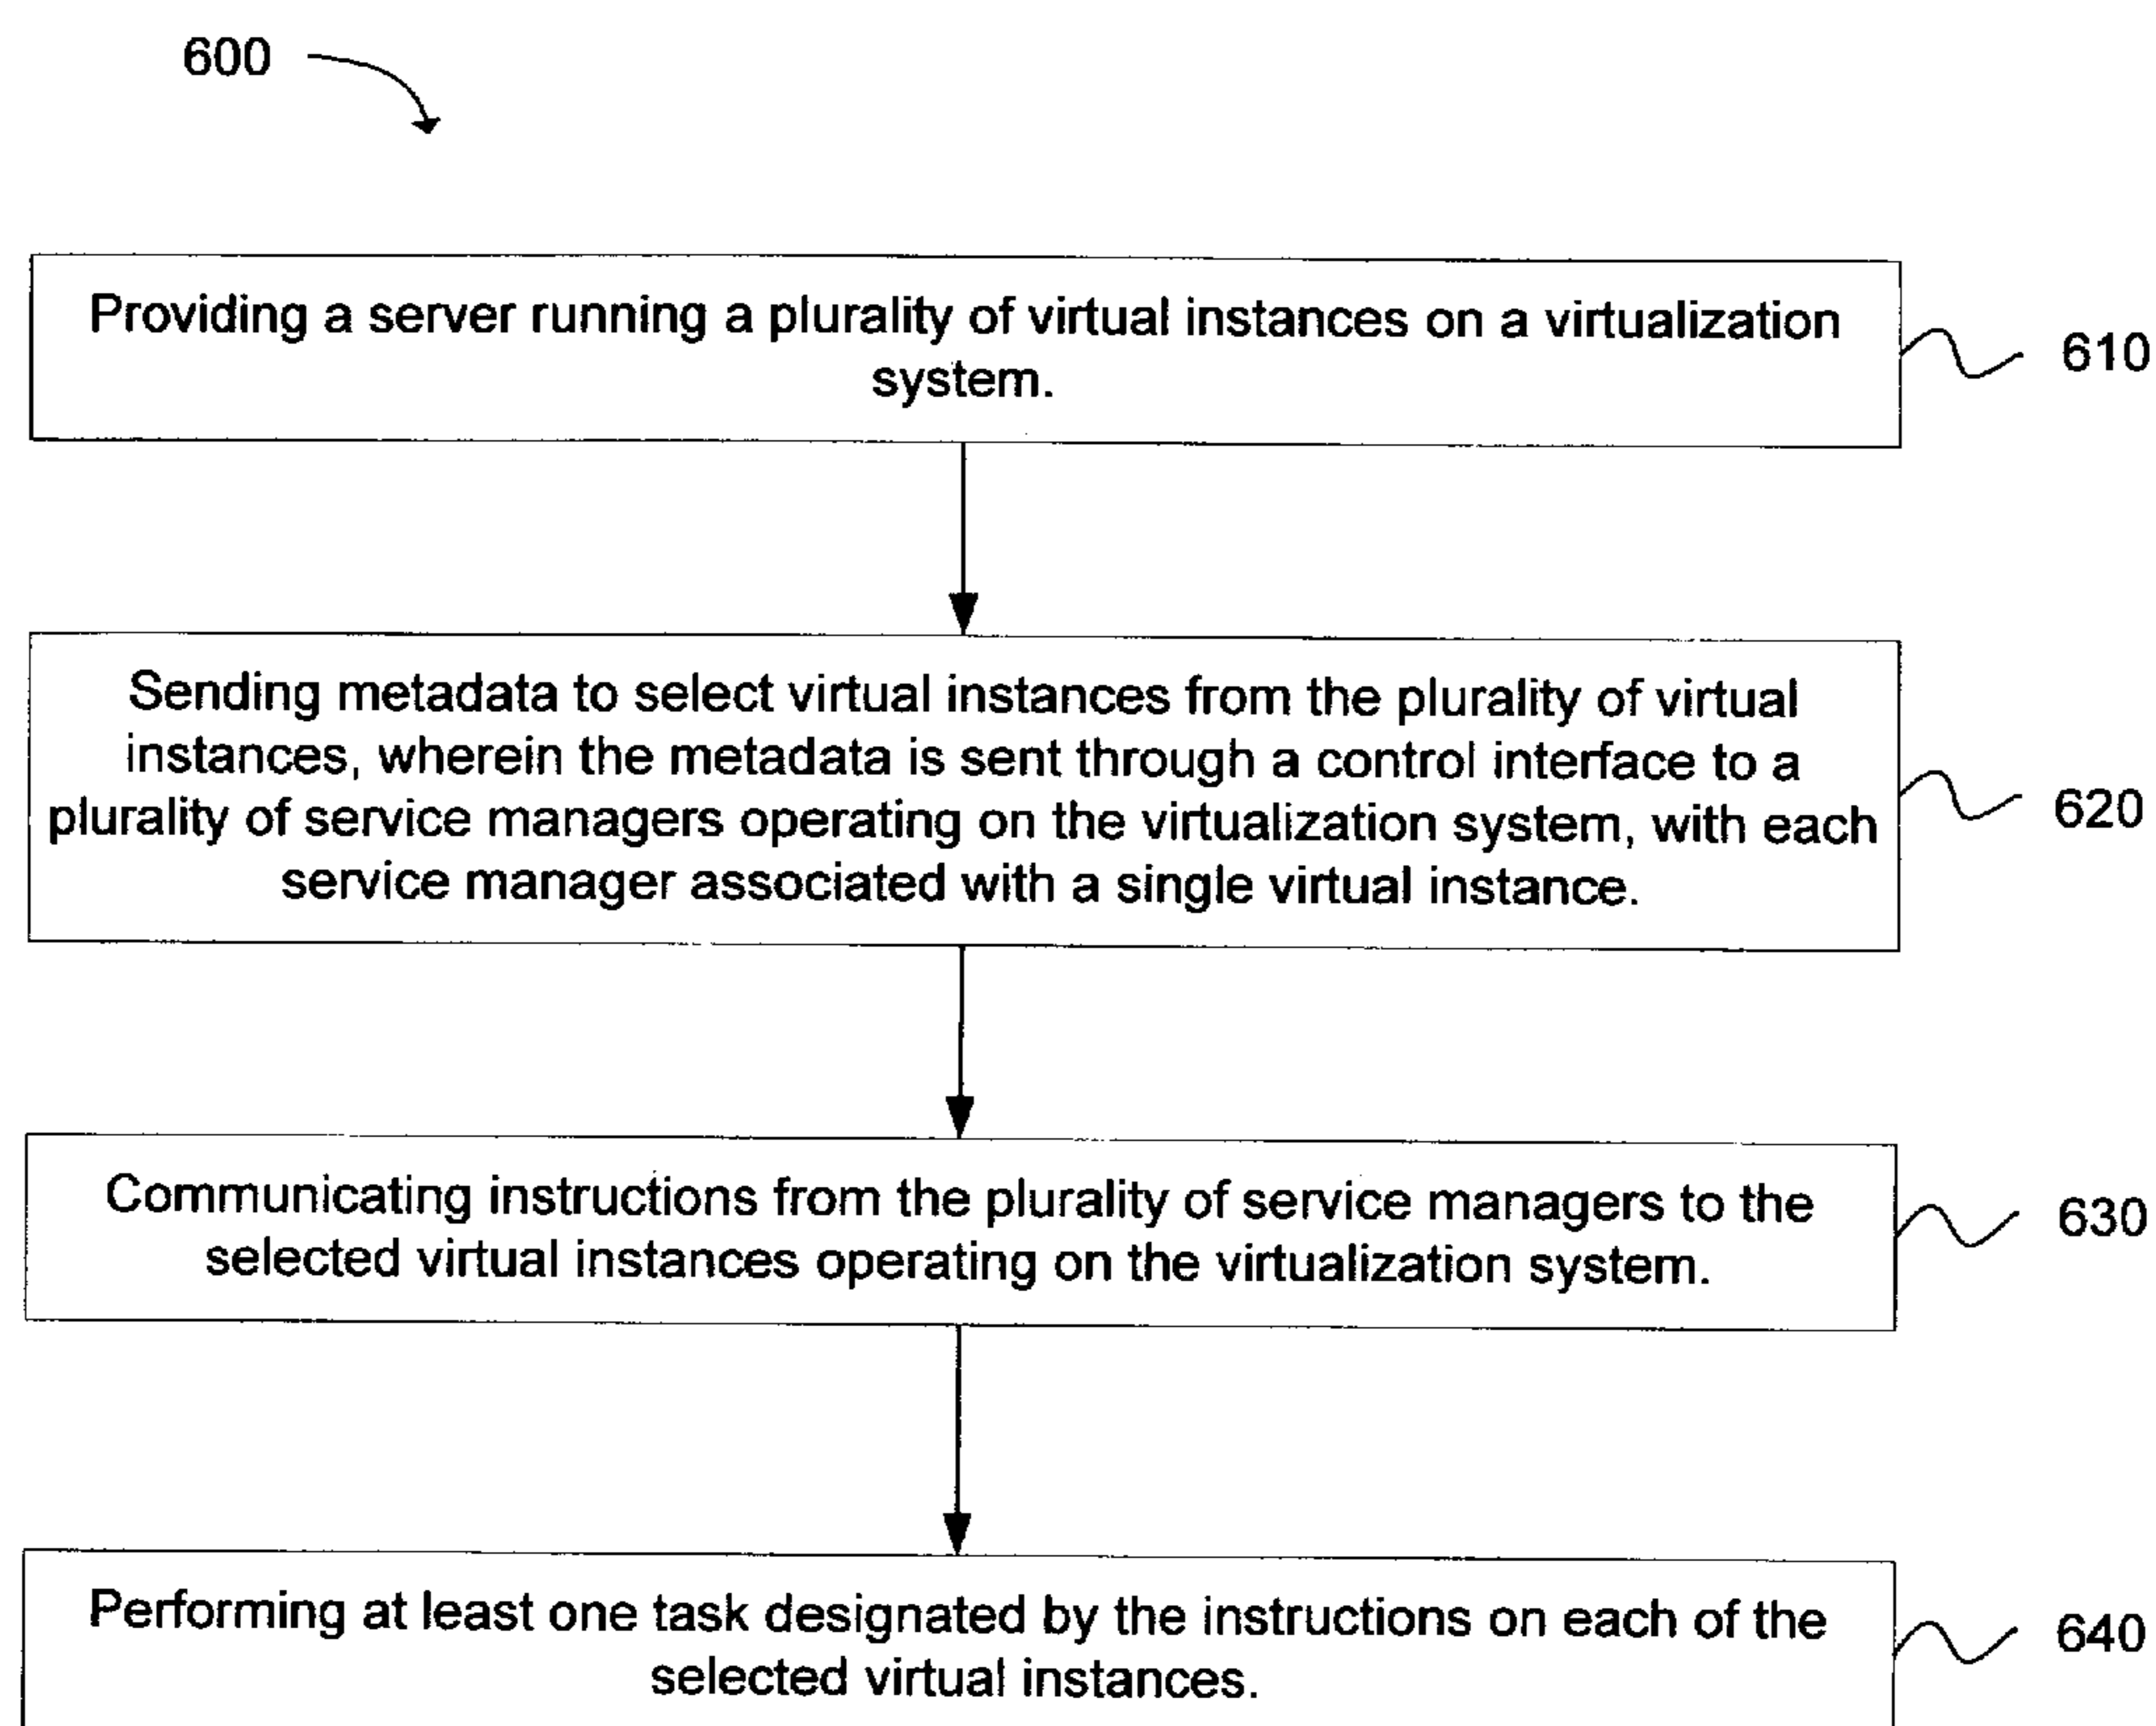 600
Providing a server running a plurality of virtual instances on a virtualization
system.
610
Sending metadata to select virtual instances from the plurality of virtual
instances, wherein the metadata is sent through a control interface to a
plurality of service managers operating on the virtualization system, with each
service manager associated with a single virtual instance.
620
Communicating instructions from the plurality of service managers to the
selected virtual instances operating on the virtualization system.
630
Performing at least one task designated by the instructions on each of the
selected virtual instances.
640